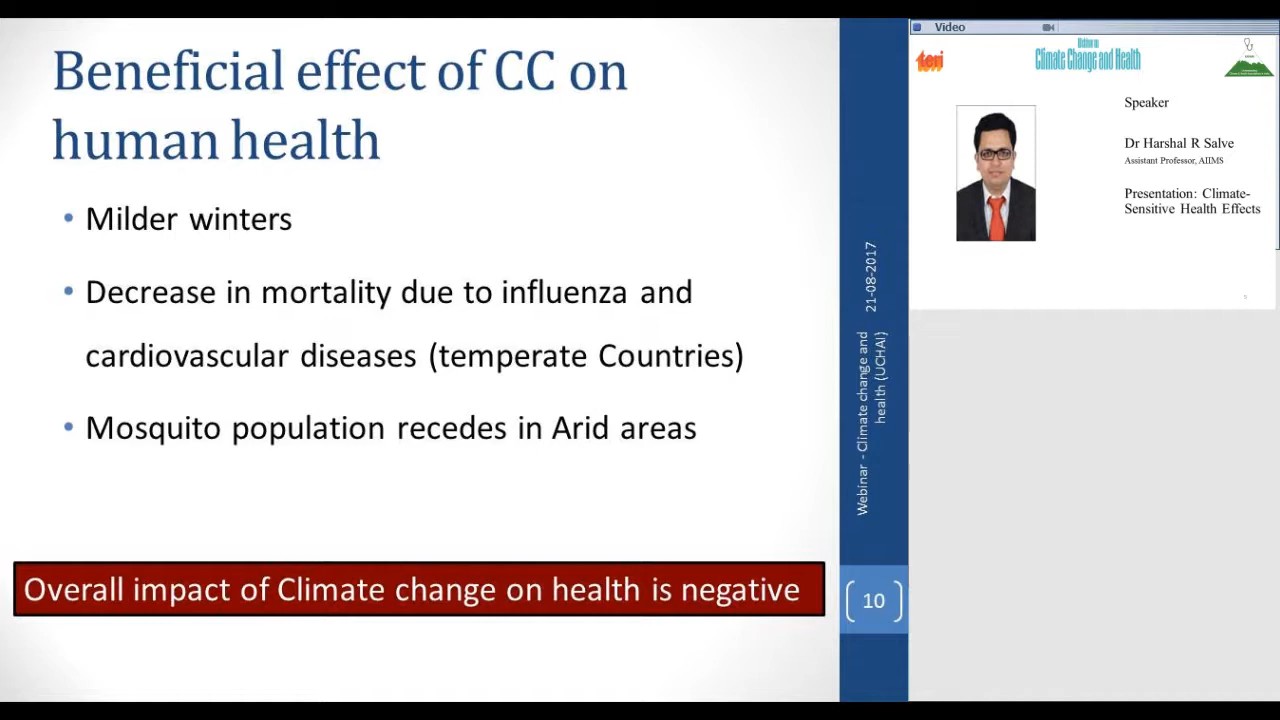 Beneficial effect of CC on
human health
• Milder winters
• Decrease in mortality due to influenza and
cardiovascular diseases (temperate Countries)
• Mosquito population recedes in Arid areas
Overall impact of Climate change on health is negative
Webinar - Climate change and
health (UCHAI)
21-08-2017
10
Video
teri
Webinar on
Climate Change and Health
Speaker
Dr Harshal R Salve
Assistant Professor, AIIMS
Presentation: Climate-
Sensitive Health Effects